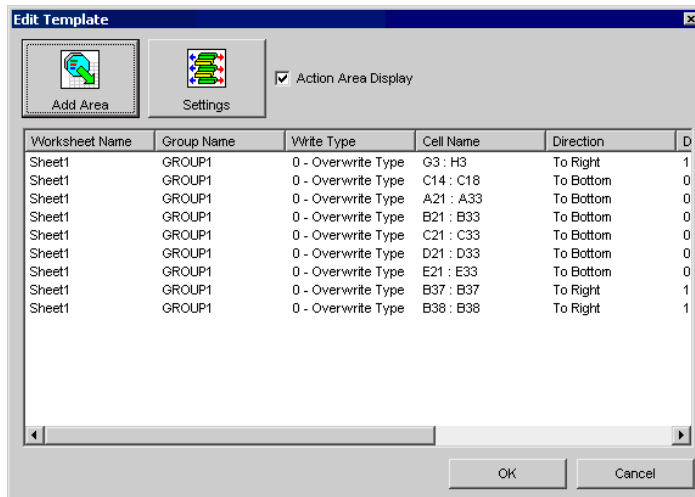 Edit Template
Add Area
Settings
Action Area Display
Worksheet Name Group Name Write Type Cell Name Direction D
Sheet1 GROUP1 0 - Overwrite Type G3 : H3 To Right 1
Sheet1 GROUP1 0 - Overwrite Type C14 : C18 To Bottom 0
Sheet1 GROUP1 0 - Overwrite Type A21 : A33 To Bottom 0
Sheet1 GROUP1 0 - Overwrite Type B21 : B33 To Bottom 0
Sheet1 GROUP1 0 - Overwrite Type C21 : C33 To Bottom 0
Sheet1 GROUP1 0 - Overwrite Type D21 : D33 To Bottom 0
Sheet1 GROUP1 0 - Overwrite Type E21 : E33 To Bottom 0
Sheet1 GROUP1 0 - Overwrite Type B37 : B37 To Right 1
Sheet1 GROUP1 0 - Overwrite Type B38 : B38 To Right 1
OK Cancel